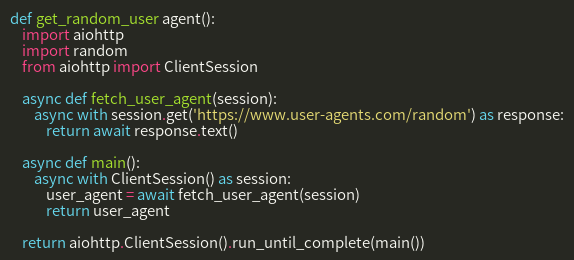 def get_random_user agent():
import aiohttp
import random
from aiohttp import ClientSession
async def fetch_user_agent(session):
async with session.get('https://www.user-agents.com/random') as response:
return await response.text()
async def main():
async with ClientSession() as session:
user_agent = await fetch_user_agent(session)
return user_agent
return aiohttp.ClientSession().run_until_complete(main())